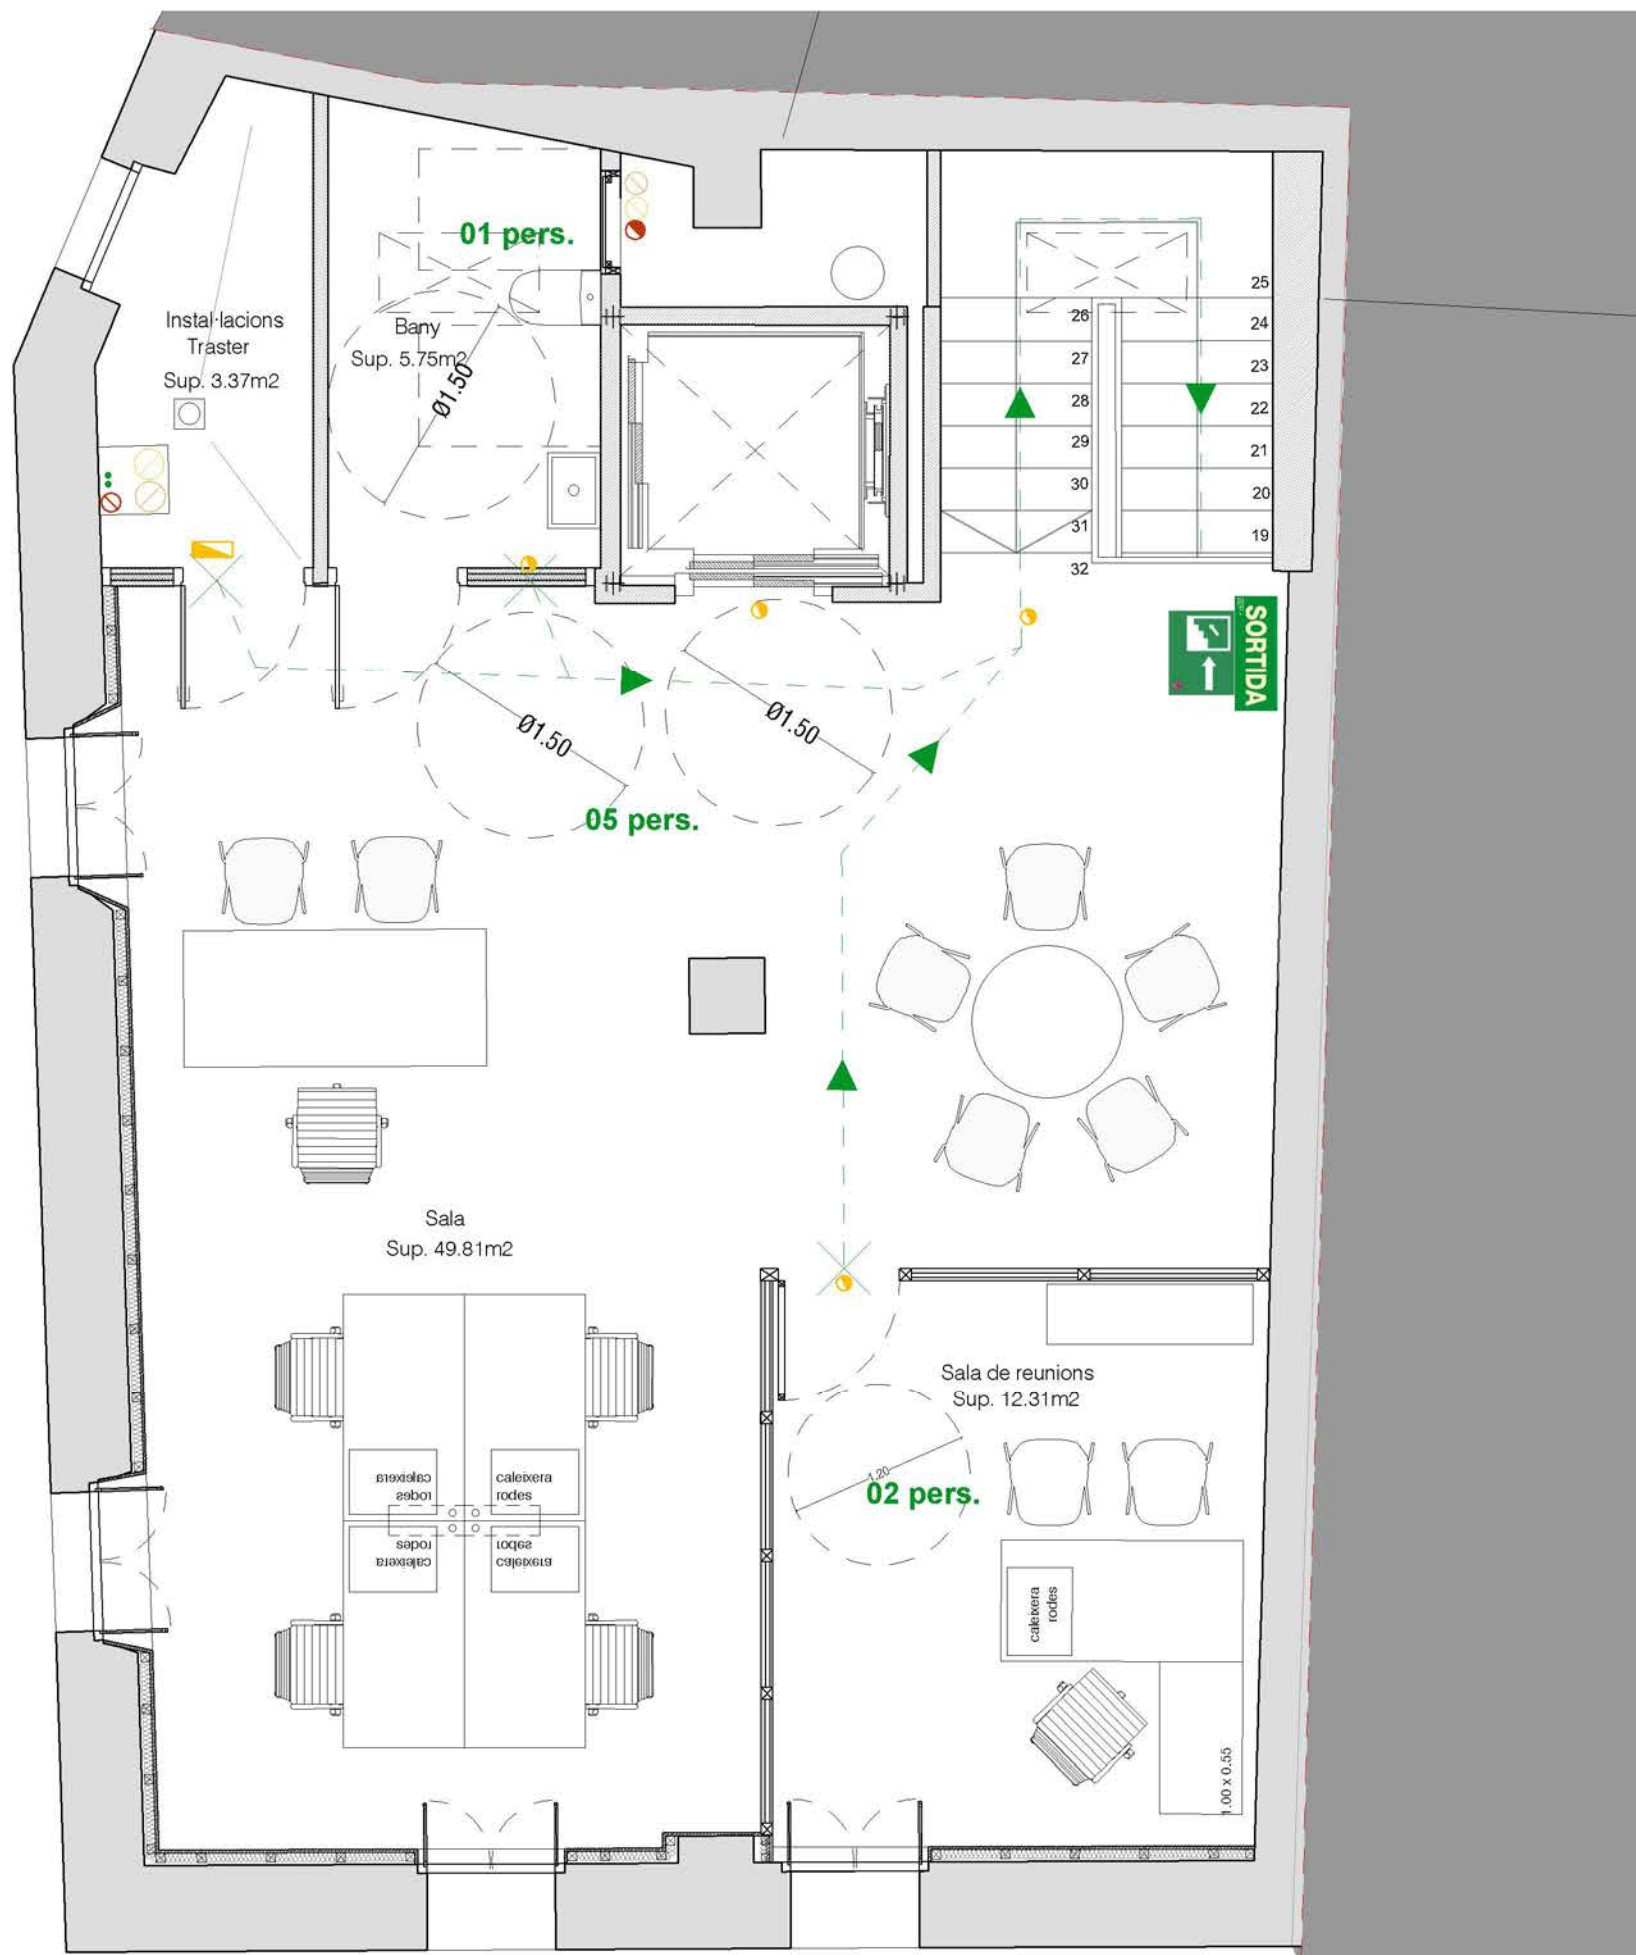 01 pers.
Instal·lacions
Traster
Sup. 3.37m2
Bany
Sup. 5.75m2
Ø1.50
25
24
23
22
21
20
19
26
27
28
29
30
31
32
SORTIDA
Ø1.50
Ø1.50
05 pers.
Sala
Sup. 49.81m2
Sala de reunions
Sup. 12.31m2
1.20
02 pers.
caleixera
rodes
caleixera
rodes
rodes
caleixera
rodes
caleixera
caleixera
rodes
1.00 x 0.55